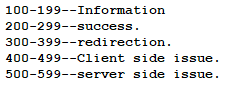 100-199--Information
200-299--success.
300-399--redirection.
400-499--Client side issue.
500-599--server side issue.